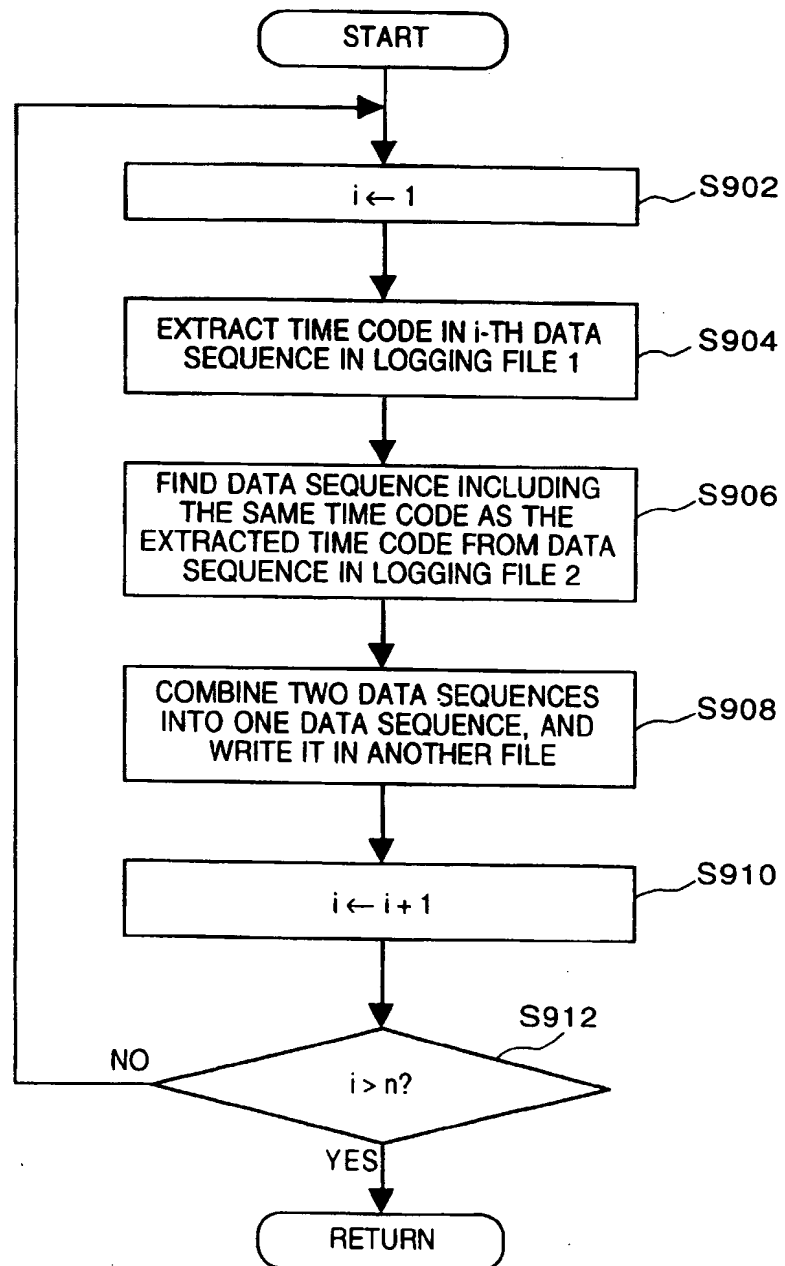 START
i ← 1
S902
EXTRACT TIME CODE IN i-TH DATA
SEQUENCE IN LOGGING FILE 1
S904
FIND DATA SEQUENCE INCLUDING
THE SAME TIME CODE AS THE
EXTRACTED TIME CODE FROM DATA
SEQUENCE IN LOGGING FILE 2
S906
COMBINE TWO DATA SEQUENCES
INTO ONE DATA SEQUENCE, AND
WRITE IT IN ANOTHER FILE
S908
i ← i + 1
S910
S912
NO
i > n?
YES
RETURN